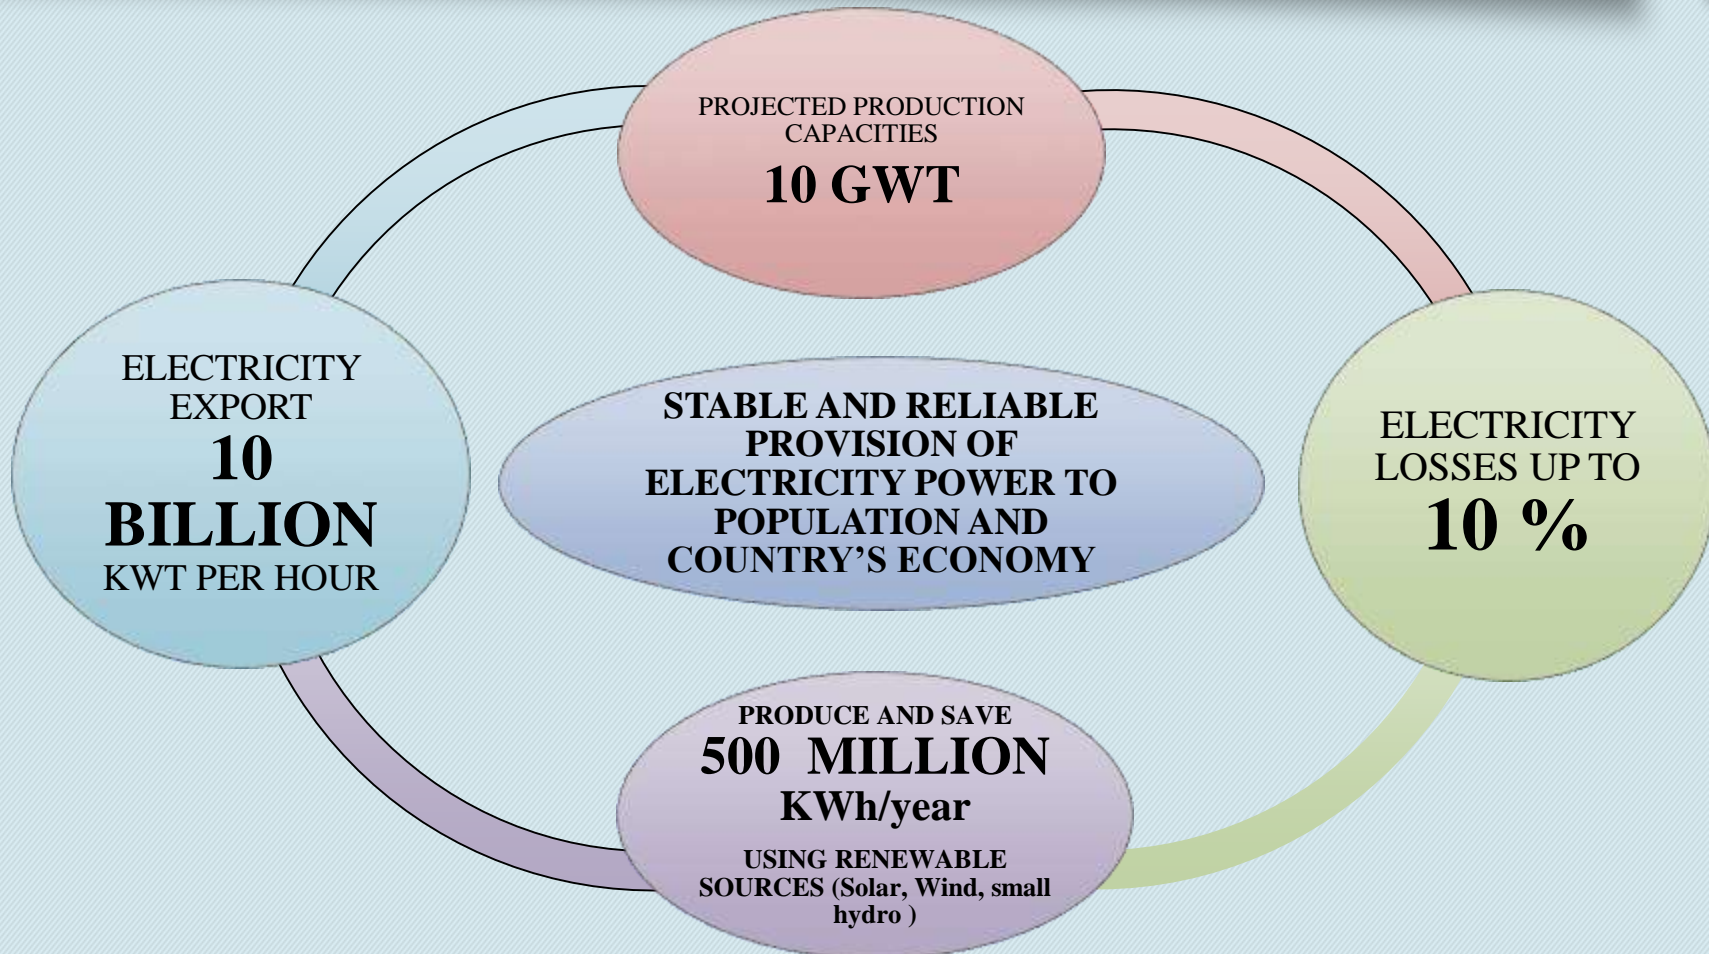 PROJECTED PRODUCTION
CAPACITIES
10 GWT
ELECTRICITY
EXPORT
10
BILLION
KWT PER HOUR
STABLE AND RELIABLE
PROVISION OF
ELECTRICITY POWER TO
POPULATION AND
COUNTRY’S ECONOMY
ELECTRICITY
LOSSES UP TO
10 %
PRODUCE AND SAVE
500 MILLION
KWh/year
USING RENEWABLE
SOURCES (Solar, Wind, small
hydro )